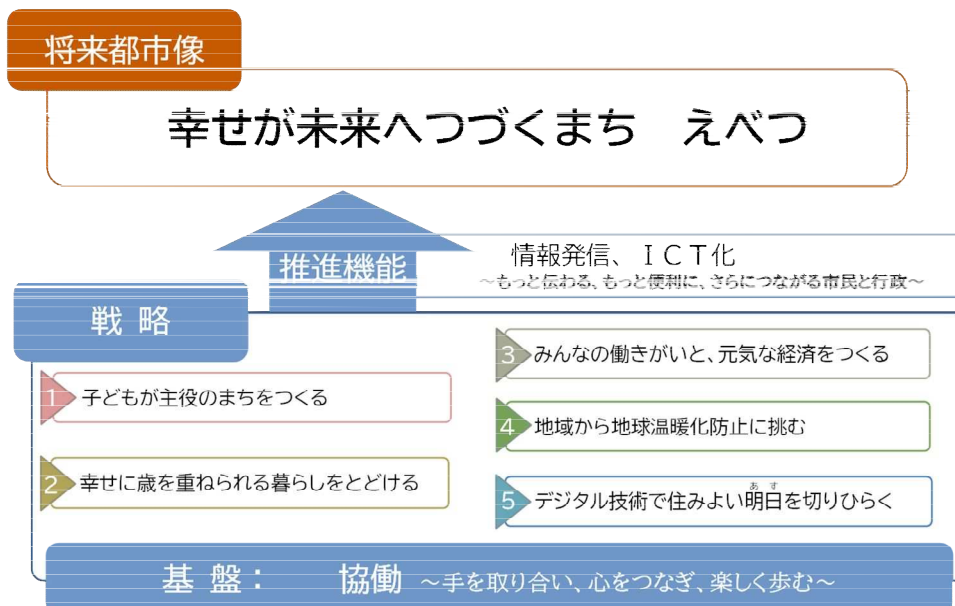 将来都市像
幸せが未来へつづくまち　えべつ
推進機能
情報発信、ＩＣＴ化
～もっと伝わる、もっと便利に、さらにつながる市民と行政～
戦略
1 子どもが主役のまちをつくる
2 幸せに歳を重ねられる暮らしをとどける
3 みんなの働きがいと、元気な経済をつくる
4 地域から地球温暖化防止に挑む
あす
5 デジタル技術で住みよい明日を切りひらく
基盤：　協働　～手を取り合い、心をつなぎ、楽しく歩む～